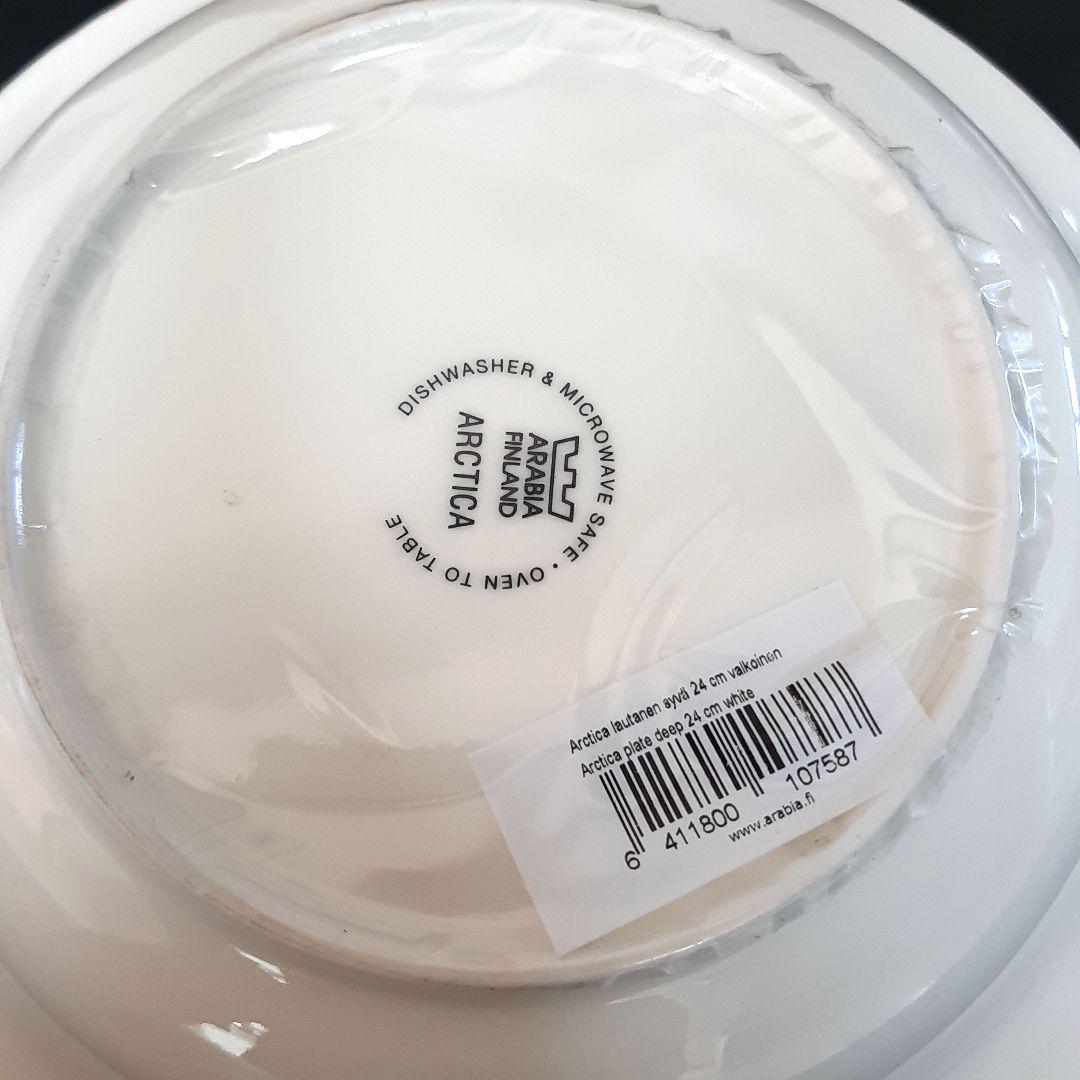 DISHWASHER & MICROWAVE SAFE • OVEN TO TABLE
ARABIA
FINLAND
ARCTICA
Arctica lautanen syvä 24 cm valkoinen
Arctica plate deep 24 cm white
6 411800 107587
www.arabia.fi